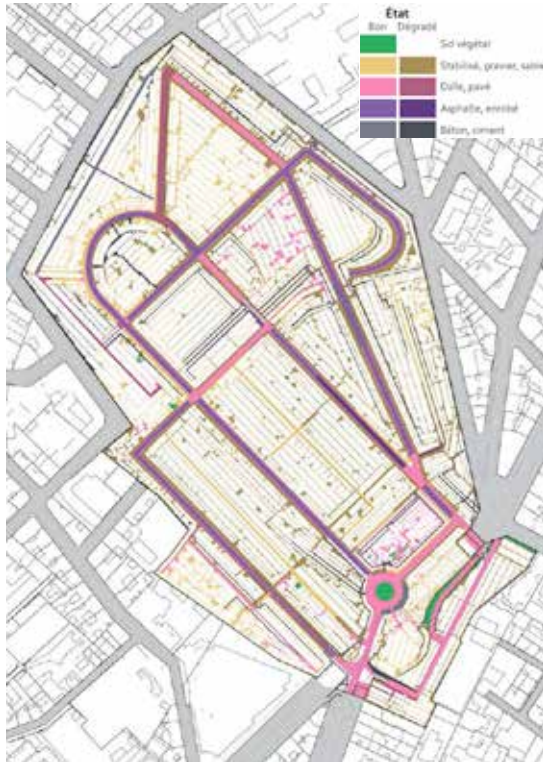 État
Bon Dégradé
Sol végétal
Stabilisé, gravier, sable
Dalle, pavé
Asphalte, enrobé
Béton, ciment